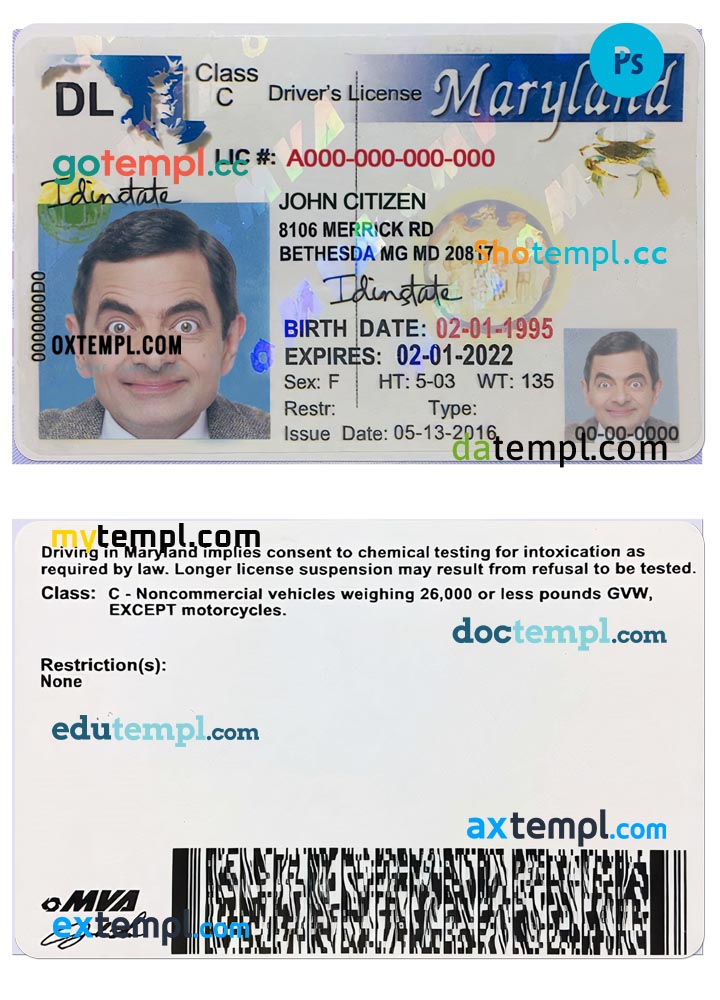 Ps
DL
Class
C
Driver's License
Maryland
gotempl.cc
LIC #: A000-000-000-000
Idinstate
JOHN CITIZEN
8106 MERRICK RD
BETHESDA MG MD 20817
Shotempl.cc
Idinstate
0000000D0
OXTEMPL.COM
BIRTH DATE: 02-01-1995
EXPIRES: 02-01-2022
Sex: F HT: 5-03 WT: 135
Restr: Type:
Issue Date: 05-13-2016
00-00-0000
datempl.com
mytempl.com
Driving in Maryland implies consent to chemical testing for intoxication as
required by law. Longer license suspension may result from refusal to be tested.
Class: C - Noncommercial vehicles weighing 26,000 or less pounds GVW,
EXCEPT motorcycles.
doctempl.com
Restriction(s):
None
edutempl.com
axtempl.com
MVA
extempl.com